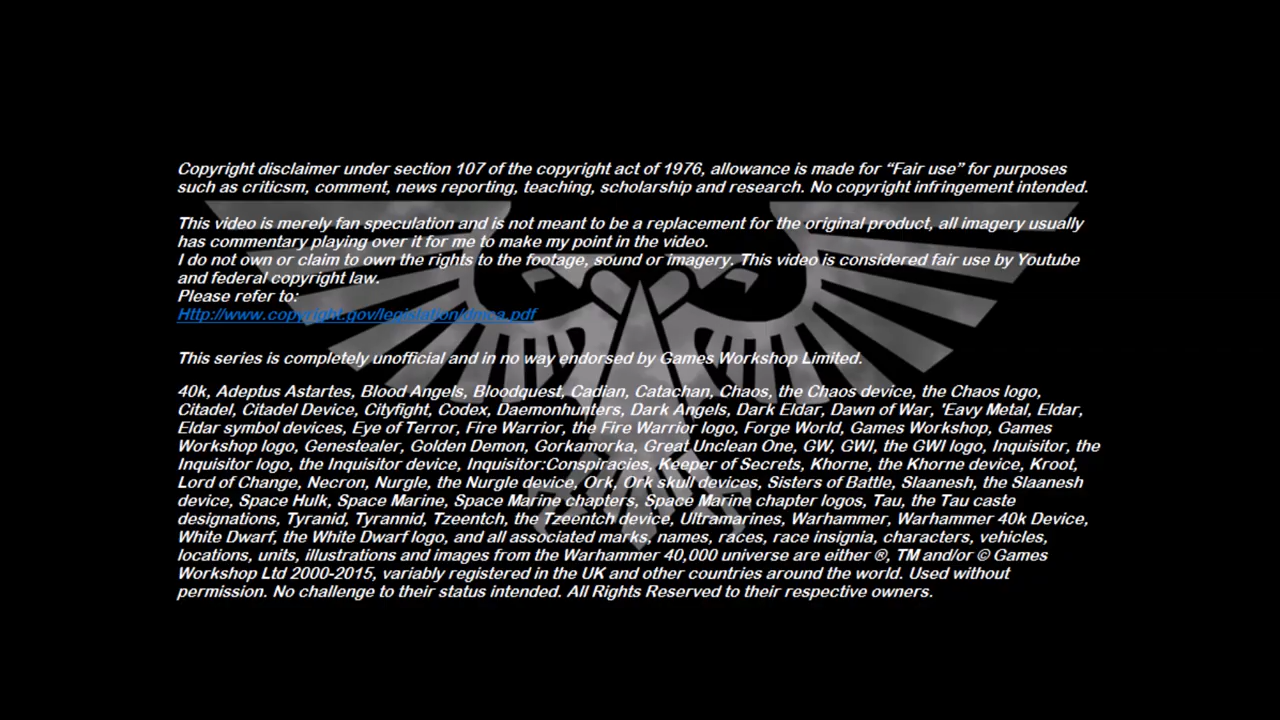 Copyright disclaimer under section 107 of the copyright act of 1976, allowance is made for “Fair use” for purposes
such as criticsm, comment, news reporting, teaching, scholarship and research. No copyright infringement intended.
This video is merely fan speculation and is not meant to be a replacement for the original product, all imagery usually
has commentary playing over it for me to make my point in the video.
I do not own or claim to own the rights to the footage, sound or imagery. This video is considered fair use by Youtube
and federal copyright law.
Please refer to:
Http://www.copyright.gov/legislation/dmca.pdf
This series is completely unofficial and in no way endorsed by Games Workshop Limited.
40k, Adeptus Astartes, Blood Angels, Bloodquest, Cadian, Catachan, Chaos, the Chaos device, the Chaos logo,
Citadel, Citadel Device, Cityfight, Codex, Daemonhunters, Dark Angels, Dark Eldar, Dawn of War, 'Eavy Metal, Eldar,
Eldar symbol devices, Eye of Terror, Fire Warrior, the Fire Warrior logo, Forge World, Games Workshop, Games
Workshop logo, Genestealer, Golden Demon, Gorkamorka, Great Unclean One, GW, GWI, the GWI logo, Inquisitor, the
Inquisitor logo, the Inquisitor device, Inquisitor:Conspiracies, Keeper of Secrets, Khorne, the Khorne device, Kroot,
Lord of Change, Necron, Nurgle, the Nurgle device, Ork, Ork skull devices, Sisters of Battle, Slaanesh, the Slaanesh
device, Space Hulk, Space Marine, Space Marine chapters, Space Marine chapter logos, Tau, the Tau caste
designations, Tyranid, Tyrannid, Tzeentch, the Tzeentch device, Ultramarines, Warhammer, Warhammer 40k Device,
White Dwarf, the White Dwarf logo, and all associated marks, names, races, race insignia, characters, vehicles,
locations, units, illustrations and images from the Warhammer 40,000 universe are either ®, TM and/or © Games
Workshop Ltd 2000-2015, variably registered in the UK and other countries around the world. Used without
permission. No challenge to their status intended. All Rights Reserved to their respective owners.